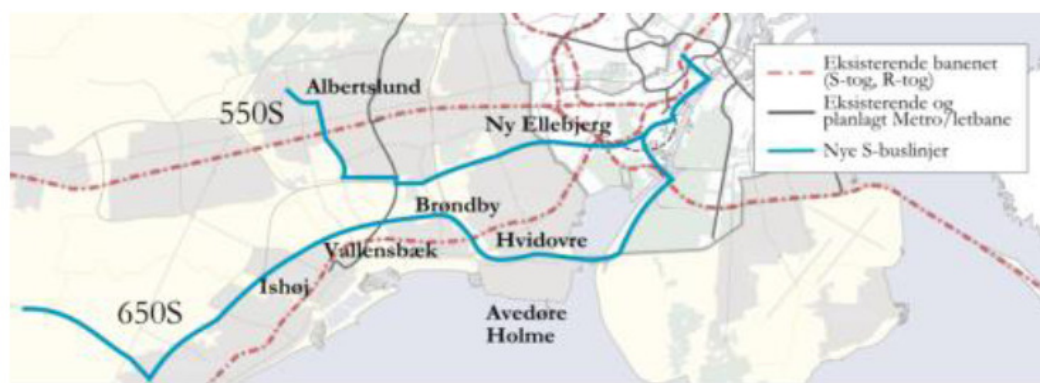 Albertslund
550S
Ny Ellebjerg
Brøndby
Vallensbæk
Hvidovre
Ishøj
650S
Avedøre
Holme
Eksisterende banenet
(S-tog, R-tog)
Eksisterende og
planlagt Metro/letbane
Nye S-buslinjer